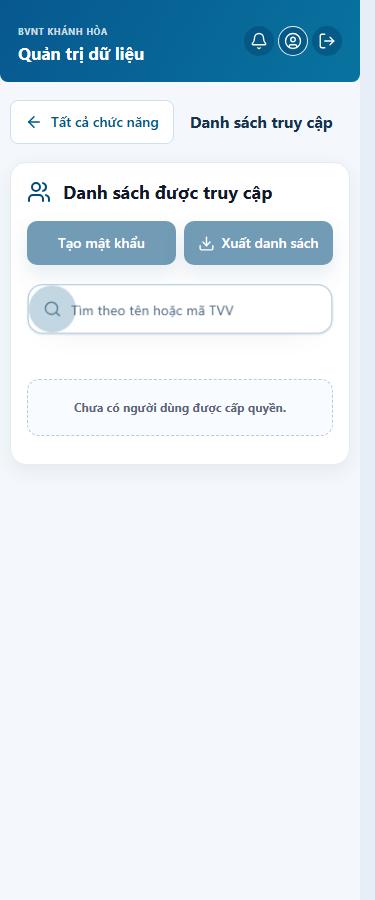 BVNT KHÁNH HÒA
Quản trị dữ liệu
Tất cả chức năng
Danh sách truy cập
Danh sách được truy cập
Tạo mật khẩu
Xuất danh sách
Tìm theo tên hoặc mã TVV
Chưa có người dùng được cấp quyền.